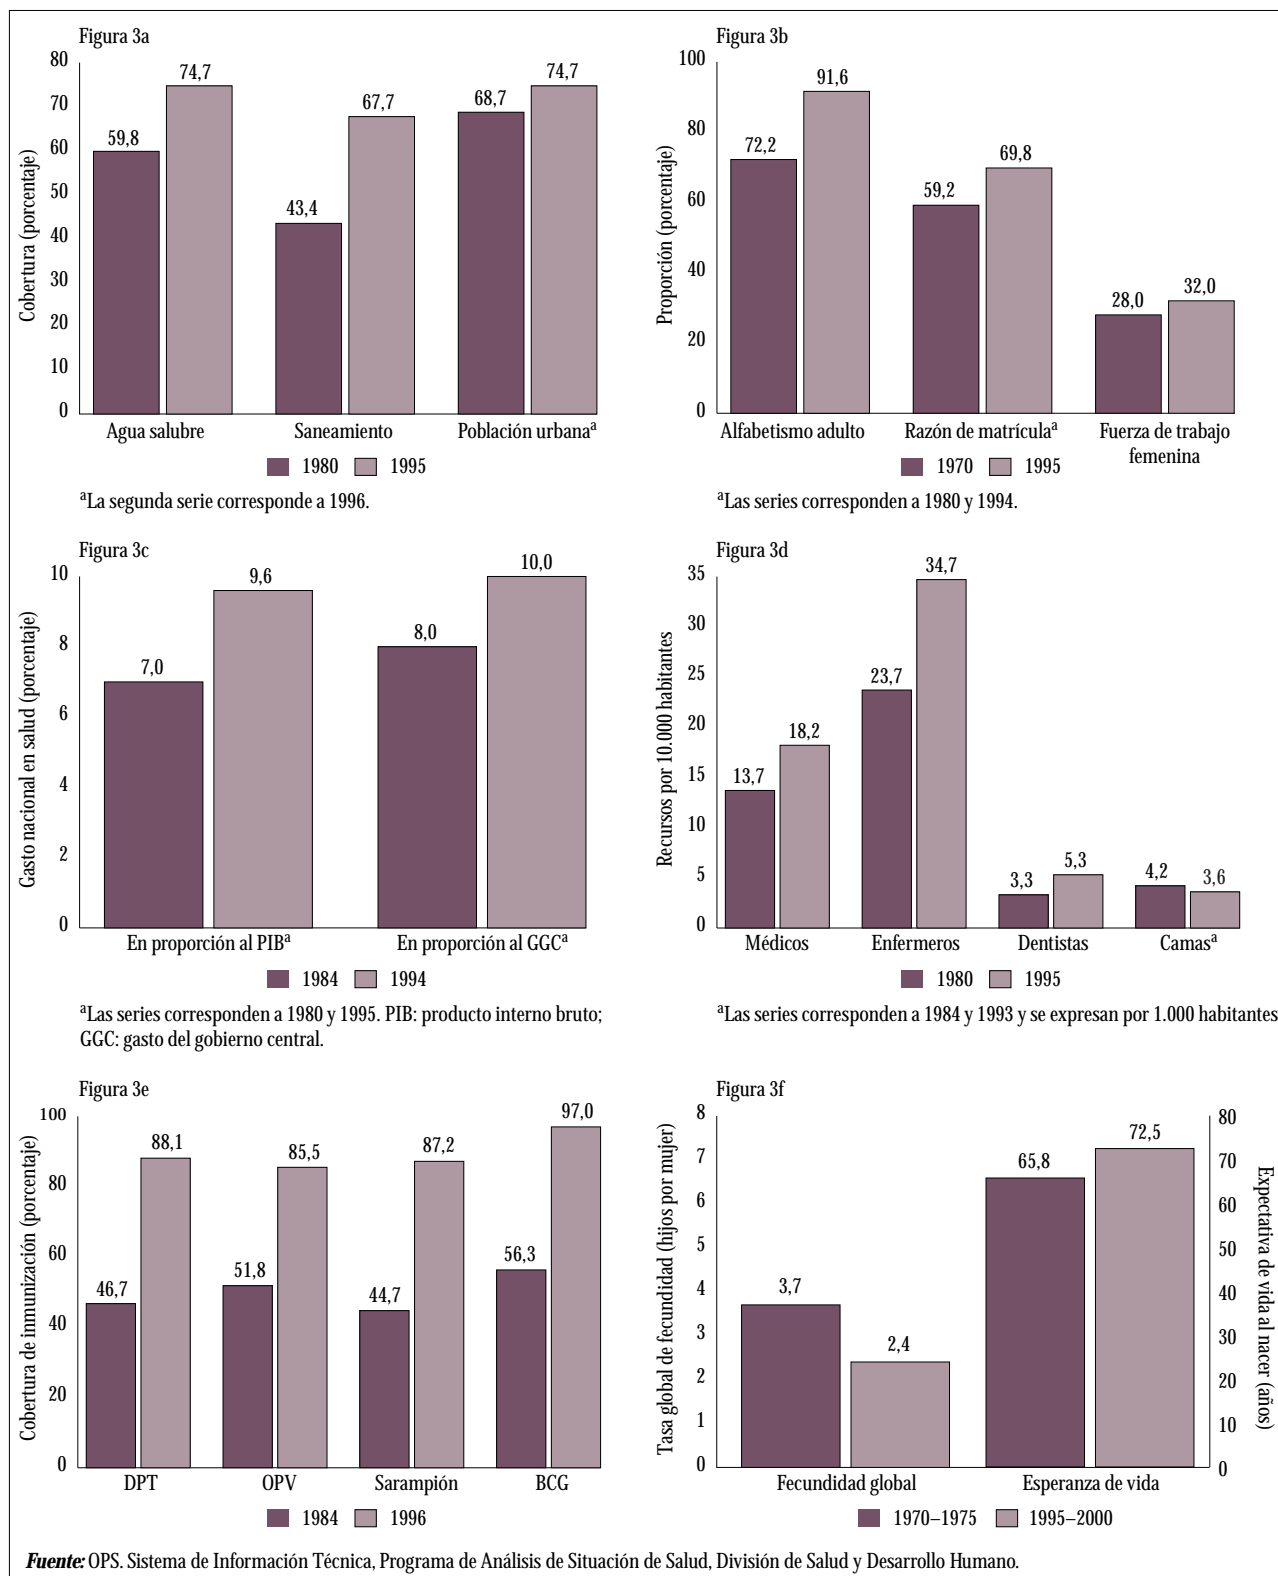 Figura 3a
Cobertura (porcentaje)
80
70
60
50
40
30
20
10
0
59,8
74,7
43,4
67,7
68,7
74,7
Agua salubre
Saneamiento
Población urbanaª
1980
1995
ªLa segunda serie corresponde a 1996.
Figura 3b
Proporción (porcentaje)
100
80
60
40
20
0
72,2
91,6
59,2
69,8
28,0
32,0
Alfabetismo adulto
Razón de matrículaª
Fuerza de trabajo
femenina
1970
1995
ªLas series corresponden a 1980 y 1994.
Figura 3c
Gasto nacional en salud (porcentaje)
10
8
6
4
2
0
7,0
9,6
8,0
10,0
En proporción al PIBª
En proporción al GGCª
1984
1994
ªLas series corresponden a 1980 y 1995. PIB: producto interno bruto;
GGC: gasto del gobierno central.
Figura 3d
Recursos por 10.000 habitantes
35
30
25
20
15
10
5
0
13,7
18,2
23,7
34,7
3,3
5,3
4,2
3,6
Médicos
Enfermeros
Dentistas
Camasª
1980
1995
ªLas series corresponden a 1984 y 1993 y se expresan por 1.000 habitantes
Figura 3e
Cobertura de inmunización (porcentaje)
100
80
60
40
20
0
46,7
88,1
51,8
85,5
44,7
87,2
56,3
97,0
DPT
OPV
Sarampión
BCG
1984
1996
Figura 3f
Tasa global de fecundidad (hijos por mujer)
8
7
6
5
4
3
2
1
0
3,7
2,4
65,8
72,5
80
70
60
50
40
30
20
10
0
Expectativa de vida al nacer (años)
Fecundidad global
Esperanza de vida
1970–1975
1995–2000
Fuente: OPS. Sistema de Información Técnica, Programa de Análisis de Situación de Salud, División de Salud y Desarrollo Humano.